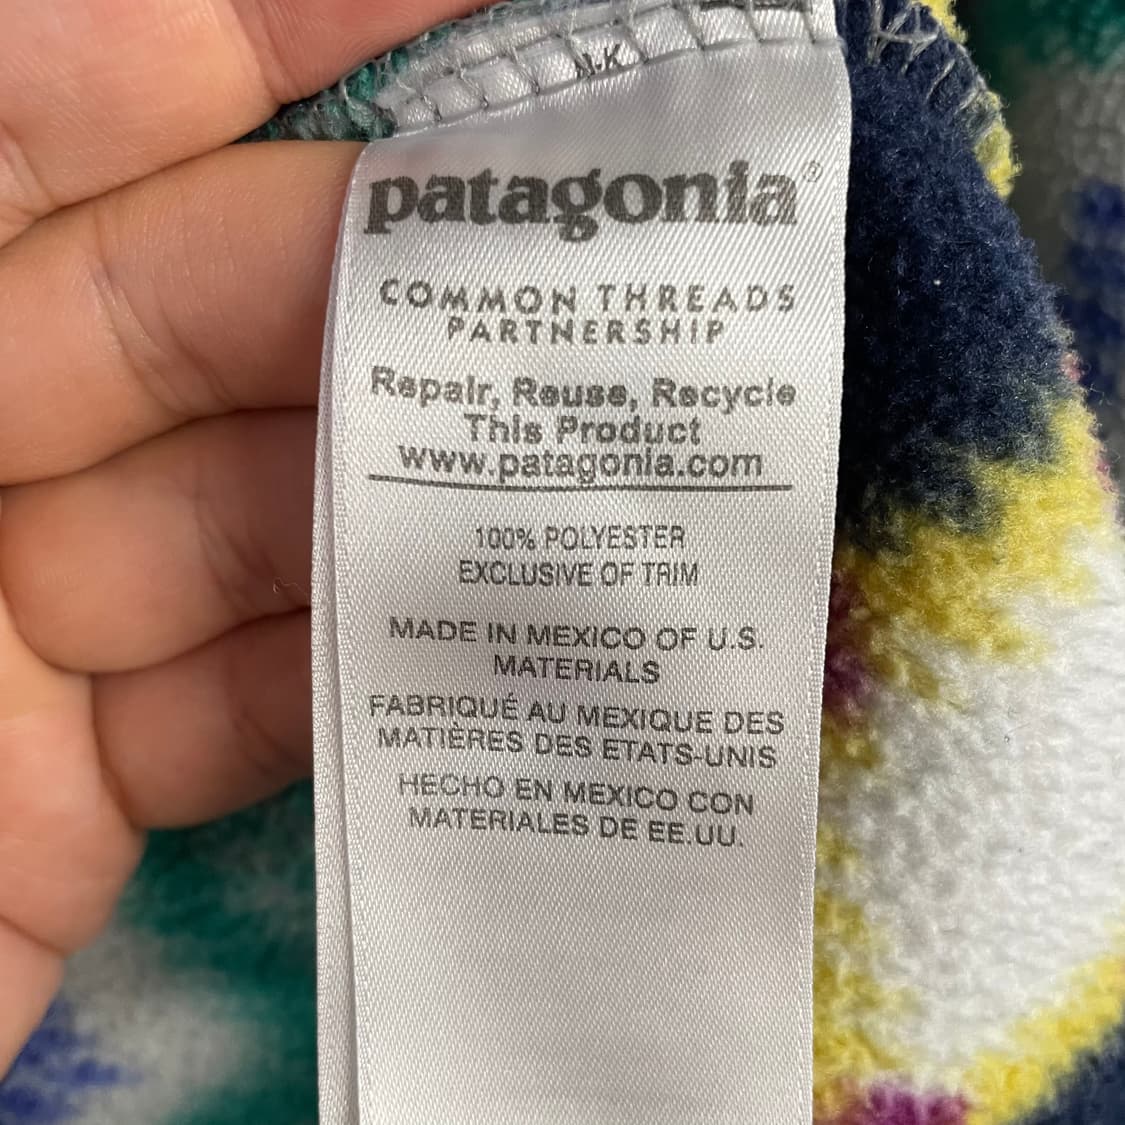 N.K
patagonia®
COMMON THREADS
PARTNERSHIP
Repair, Reuse, Recycle
This Product
www.patagonia.com
100% POLYESTER
EXCLUSIVE OF TRIM
MADE IN MEXICO OF U.S.
MATERIALS
FABRIQUÉ AU MEXIQUE DES
MATIÈRES DES ETATS-UNIS
HECHO EN MEXICO CON
MATERIALES DE EE.UU.